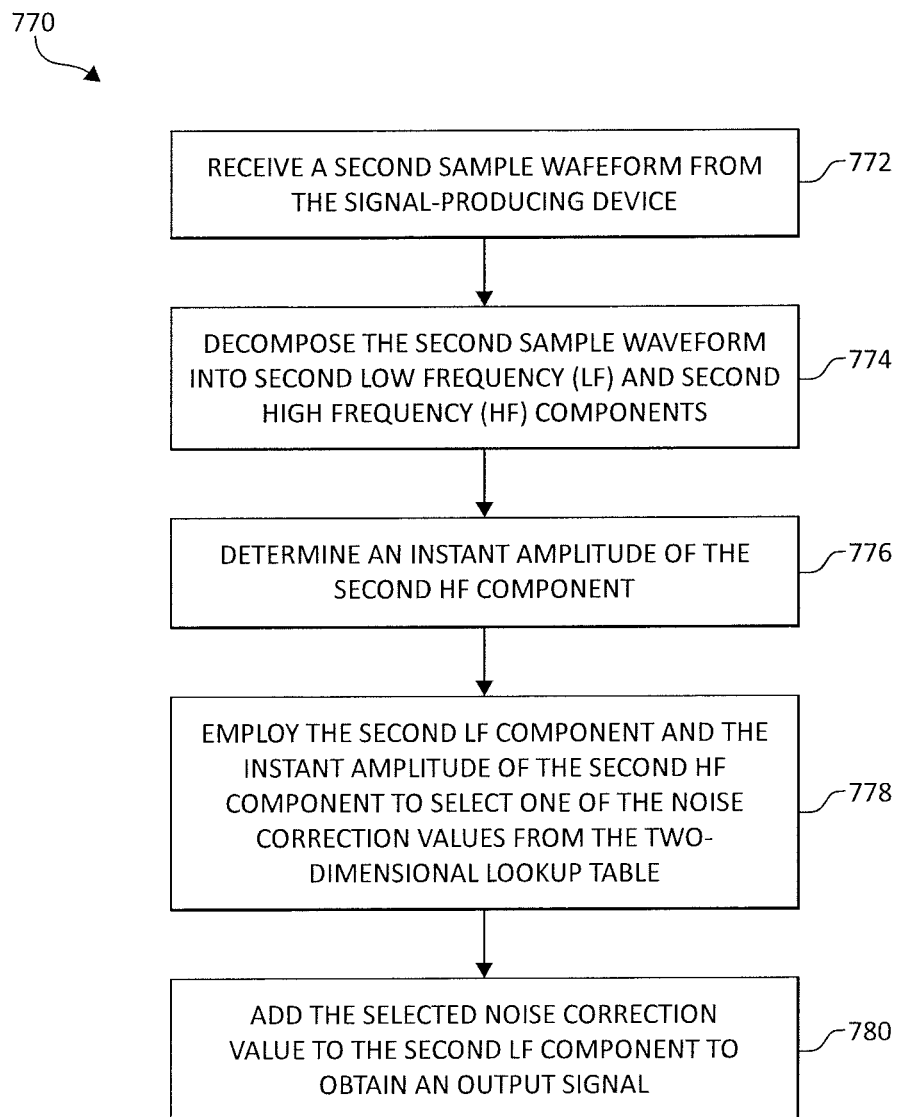 770
RECEIVE A SECOND SAMPLE WAFEFORM FROM
THE SIGNAL-PRODUCING DEVICE
772
DECOMPOSE THE SECOND SAMPLE WAVEFORM
INTO SECOND LOW FREQUENCY (LF) AND SECOND
HIGH FREQUENCY (HF) COMPONENTS
774
DETERMINE AN INSTANT AMPLITUDE OF THE
SECOND HF COMPONENT
776
EMPLOY THE SECOND LF COMPONENT AND THE
INSTANT AMPLITUDE OF THE SECOND HF
COMPONENT TO SELECT ONE OF THE NOISE
CORRECTION VALUES FROM THE TWO-
DIMENSIONAL LOOKUP TABLE
778
ADD THE SELECTED NOISE CORRECTION
VALUE TO THE SECOND LF COMPONENT TO
OBTAIN AN OUTPUT SIGNAL
780